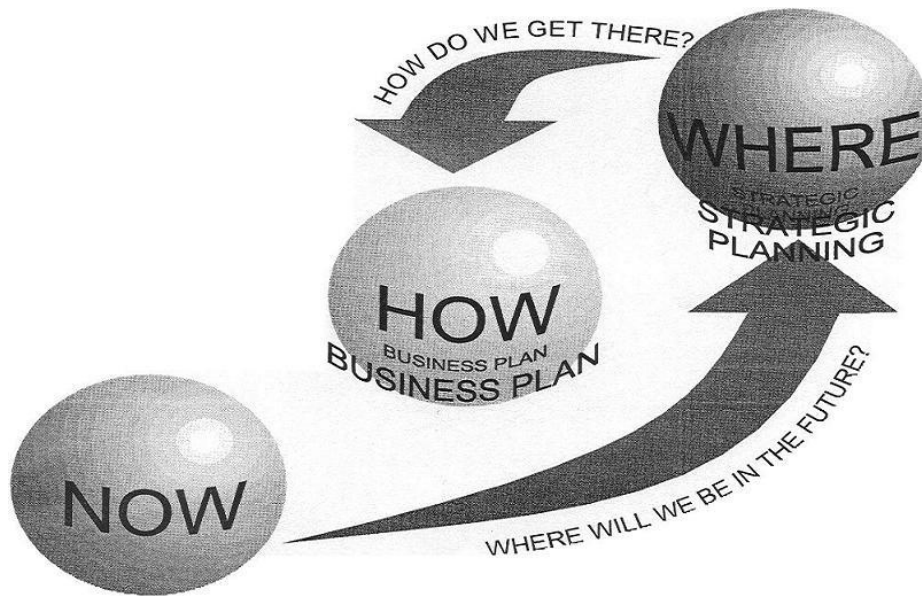 HOW DO WE GET THERE?
WHERE
STRATEGIC
PLANNING
STRATEGIC
PLANNING
HOW
BUSINESS PLAN
BUSINESS PLAN
NOW
WHERE WILL WE BE IN THE FUTURE?